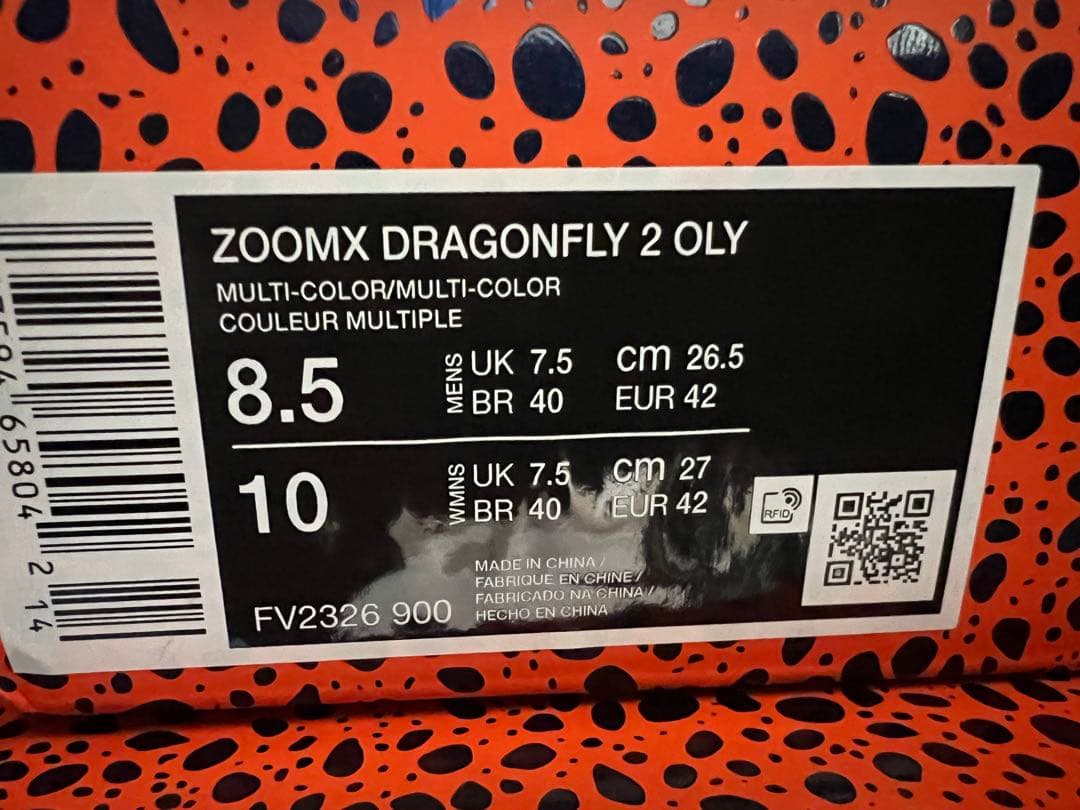 ZOOMX DRAGONFLY 2 OLY
MULTI-COLOR/MULTI-COLOR
COULEUR MULTIPLE
8.5 MENS UK 7.5 cm 26.5
BR 40 EUR 42
10 WMNS UK 7.5 cm 27
BR 40 EUR 42
RFID
MADE IN CHINA /
FABRIQUE EN CHINE /
FABRICADO NA CHINA /
HECHO EN CHINA
FV2326 900
65804 2 14